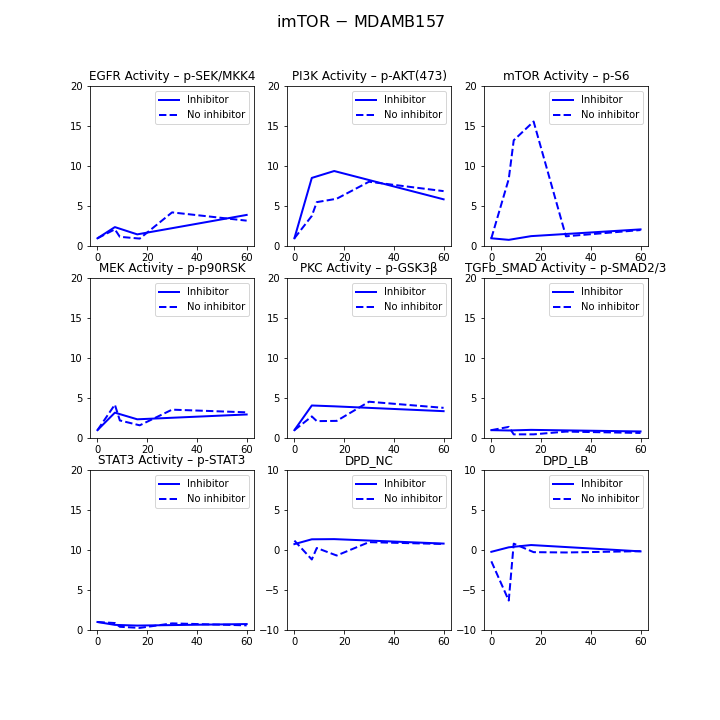 imTOR − MDAMB157
EGFR Activity – p-SEK/MKK4
PI3K Activity – p-AKT(473)
mTOR Activity – p-S6
20
15
10
5
0
0 20 40 60
Inhibitor
No inhibitor
20
15
10
5
0
0 20 40 60
Inhibitor
No inhibitor
20
15
10
5
0
0 20 40 60
Inhibitor
No inhibitor
MEK Activity – p-p90RSK
PKC Activity – p-GSK3β
TGFb_SMAD Activity – p-SMAD2/3
20
15
10
5
0
0 20 40 60
Inhibitor
No inhibitor
20
15
10
5
0
0 20 40 60
Inhibitor
No inhibitor
20
15
10
5
0
0 20 40 60
Inhibitor
No inhibitor
STAT3 Activity – p-STAT3
DPD_NC
DPD_LB
20
15
10
5
0
0 20 40 60
Inhibitor
No inhibitor
10
5
0
−5
−10
0 20 40 60
Inhibitor
No inhibitor
10
5
0
−5
−10
0 20 40 60
Inhibitor
No inhibitor